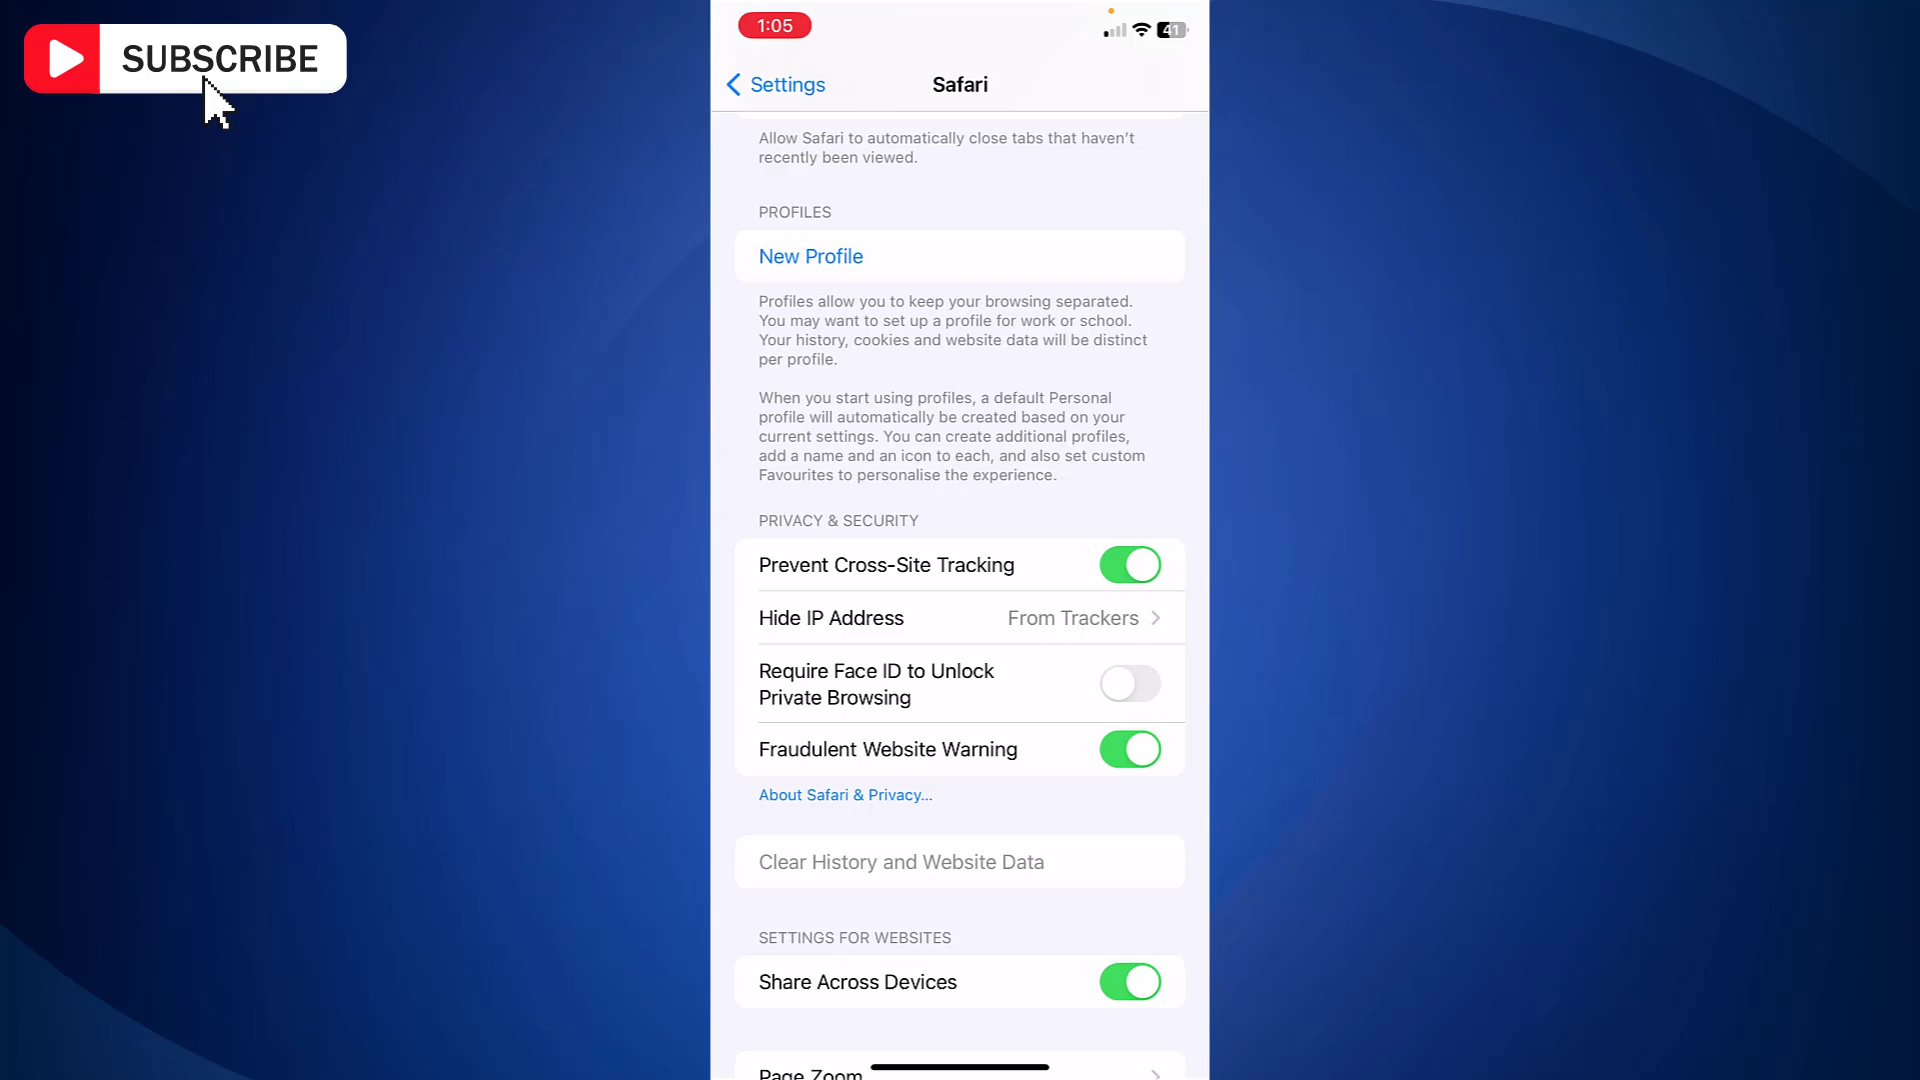 SUBSCRIBE
1:05
41
Settings
Safari
Allow Safari to automatically close tabs that haven't
recently been viewed.
PROFILES
New Profile
Profiles allow you to keep your browsing separated.
You may want to set up a profile for work or school.
Your history, cookies and website data will be distinct
per profile.
When you start using profiles, a default Personal
profile will automatically be created based on your
current settings. You can create additional profiles,
add a name and an icon to each, and also set custom
Favourites to personalise the experience.
PRIVACY & SECURITY
Prevent Cross-Site Tracking
Hide IP Address From Trackers
Require Face ID to Unlock
Private Browsing
Fraudulent Website Warning
About Safari & Privacy...
Clear History and Website Data
SETTINGS FOR WEBSITES
Share Across Devices
Page Zoom